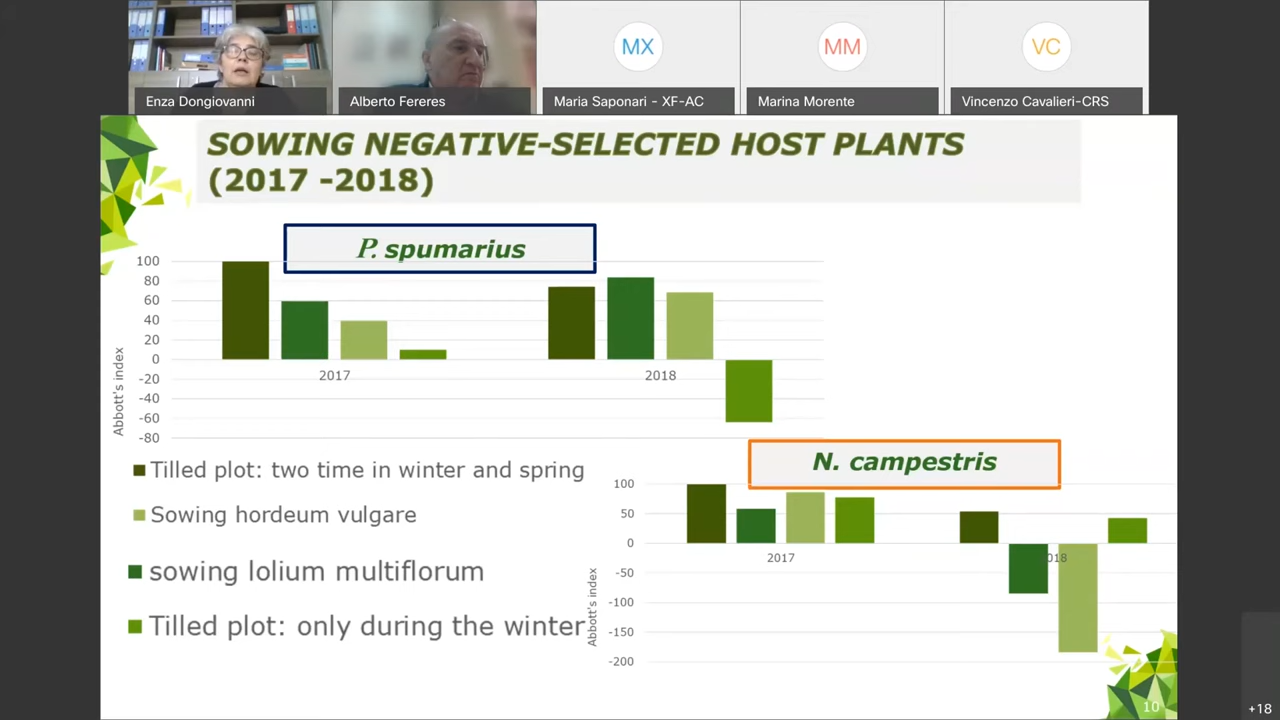 MX
MM
VC
Enza Dongiovanni
Alberto Fereres
Maria Saponari - XF-AC
Marina Morente
Vincenzo Cavalieri-CRS
SOWING NEGATIVE-SELECTED HOST PLANTS
(2017 -2018)
P. spumarius
100
80
60
40
20
0
-20
-40
-60
-80
Abbott's index
2017
2018
Tilled plot: two time in winter and spring
Sowing hordeum vulgare
sowing lolium multiflorum
Tilled plot: only during the winter
N. campestris
100
50
0
-50
-100
-150
-200
Abbott's index
2017
018
10
+18